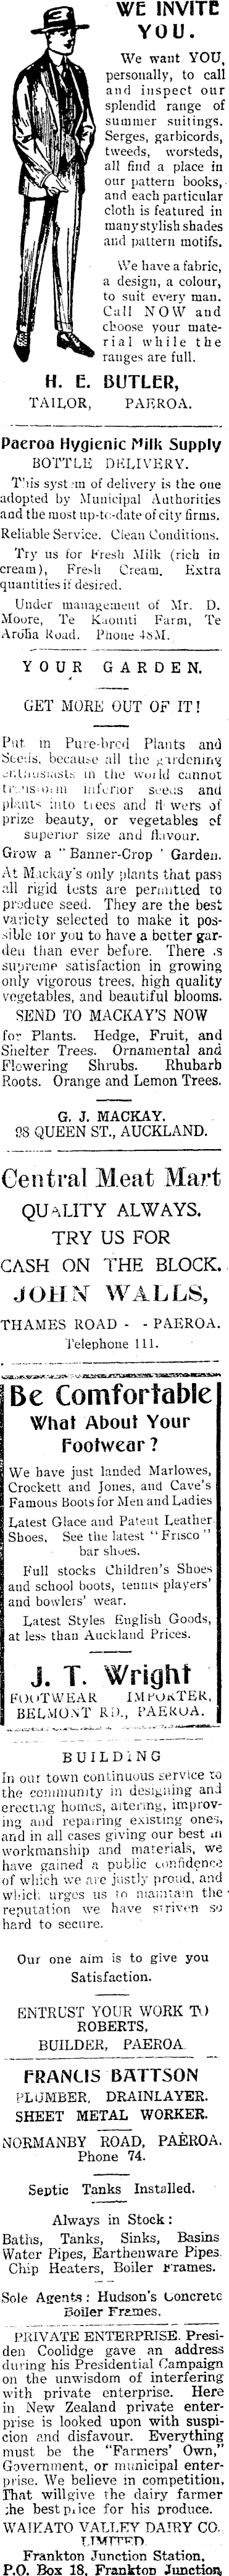 WE INVITE
YOU.
We want YOU,
personally, to call
and inspect our
splendid range of
summer suitings.
Serges, garbicords,
tweeds, worsteds,
all find a place in
our pattern books,
and each particular
cloth is featured in
many stylish shades
and pattern motifs.
We have a fabric,
a design, a colour,
to suit every man.
Call NOW and
choose your mate-
rial while the
ranges are full.
H. E. BUTLER,
TAILOR, PAEROA.
Paeroa Hygienic Milk Supply
BOTTLE DELIVERY.
This system of delivery is the one
adopted by Municipal Authorities
and the most up-to-date of city firms.
Reliable Service. Clean Conditions.
Try us for Fresh Milk (rich in
cream), Fresh Cream. Extra
quantities if desired.
Under management of Mr. D.
Moore, Te Kaomiti Farm, Te
Aroha Road. Phone 48M.
YOUR GARDEN.
GET MORE OUT OF IT!
Put in Pure-bred Plants and
Seeds, because all the gardening
enthusiasts in the world cannot
transform inferior seeds and
plants into trees and flowers of
prize beauty, or vegetables of
superior size and flavour.
Grow a "Banner-Crop' Garden.
At Mackay's only plants that pass
all rigid tests are permitted to
produce seed. They are the best
variety selected to make it pos-
sible for you to have a better gar-
den than ever before. There is
supreme satisfaction in growing
only vigorous trees, high quality
vegetables, and beautiful blooms.
SEND TO MACKAY'S NOW
for Plants. Hedge, Fruit, and
Shelter Trees. Ornamental and
Flowering Shrubs. Rhubarb
Roots. Orange and Lemon Trees.
G. J. MACKAY.
98 QUEEN ST., AUCKLAND.
Central Meat Mart
QUALITY ALWAYS.
TRY US FOR
CASH ON THE BLOCK.
JOHN WALLS,
THAMES ROAD - - PAEROA.
Telephone 111.
Be Comfortable
What About Your
Footwear?
We have just landed Marlowes,
Crockett and Jones, and Cave's
Famous Boots for Men and Ladies
Latest Glace and Patent Leather
Shoes, See the latest "Frisco"
bar shoes.
Full stocks Children's Shoes
and school boots, tennis players'
and bowlers' wear.
Latest Styles English Goods,
at less than Auckland Prices.
J. T. Wright
FOOTWEAR IMPORTER,
BELMONT RD., PAEROA.
BUILDING
In our town continuous service to
the community in designing and
erecting homes, altering, improv-
ing and repairing existing ones,
and in all cases giving our best in
workmanship and materials, we
have gained a public confidence
of which we are justly proud, and
which urges us to maintain the
reputation we have striven so
hard to secure.
Our one aim is to give you
Satisfaction.
ENTRUST YOUR WORK TO
ROBERTS,
BUILDER, PAEROA.
FRANCIS BATTSON
PLUMBER, DRAINLAYER.
SHEET METAL WORKER.
NORMANBY ROAD, PAEROA.
Phone 74.
Septic Tanks Installed.
Always in Stock:
Baths, Tanks, Sinks, Basins
Water Pipes, Earthenware Pipes.
Chip Heaters, Boiler Frames.
Sole Agents: Hudson's Concrete
Boiler Frames.
PRIVATE ENTERPRISE. Presi-
den Coolidge gave an address
during his Presidential Campaign
on the unwisdom of interfering
with private enterprise. Here
in New Zealand private enter-
prise is looked upon with suspi-
cion and disfavour. Everything
must be the "Farmers' Own,"
Government, or municipal enter-
prise. We believe in competition,
That will give the dairy farmer
the best price for his produce.
WAIKATO VALLEY DAIRY CO.
LIMITED.
Frankton Junction Station.
P.O. Box 18, Frankton Junction,